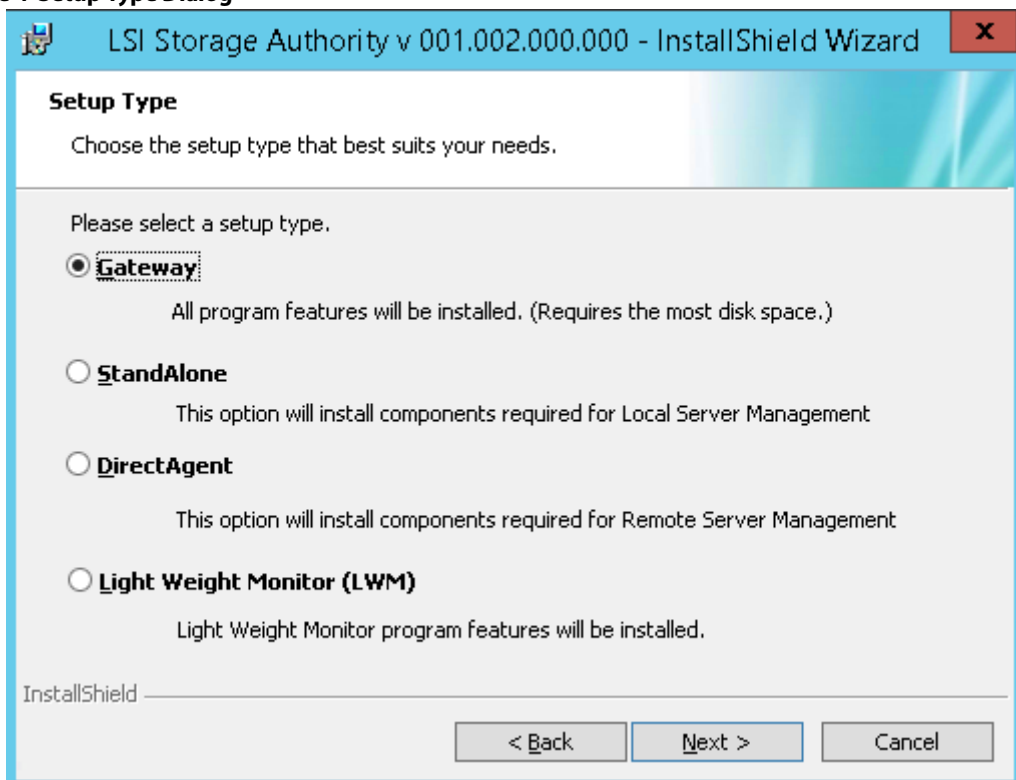 Setup Type Dialog
LSI Storage Authority v 001.002.000.000 - InstallShield Wizard
x
Setup Type
Choose the setup type that best suits your needs.
Please select a setup type.
Gateway
All program features will be installed. (Requires the most disk space.)
StandAlone
This option will install components required for Local Server Management
DirectAgent
This option will install components required for Remote Server Management
Light Weight Monitor (LWM)
Light Weight Monitor program features will be installed.
InstallShield
< Back Next > Cancel